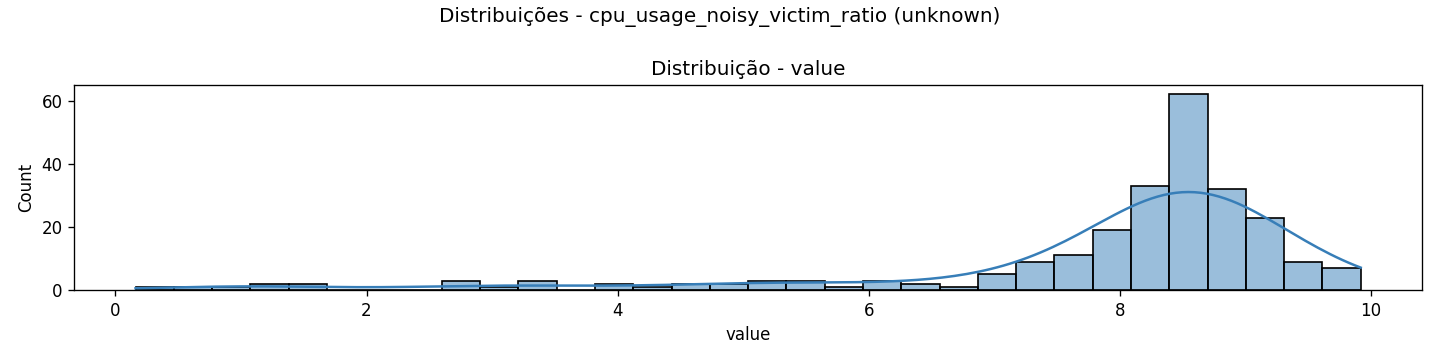 Distribuições - cpu_usage_noisy_victim_ratio (unknown)
Distribuição - value
60
40
20
0
Count
0 2 4 6 8 10
value